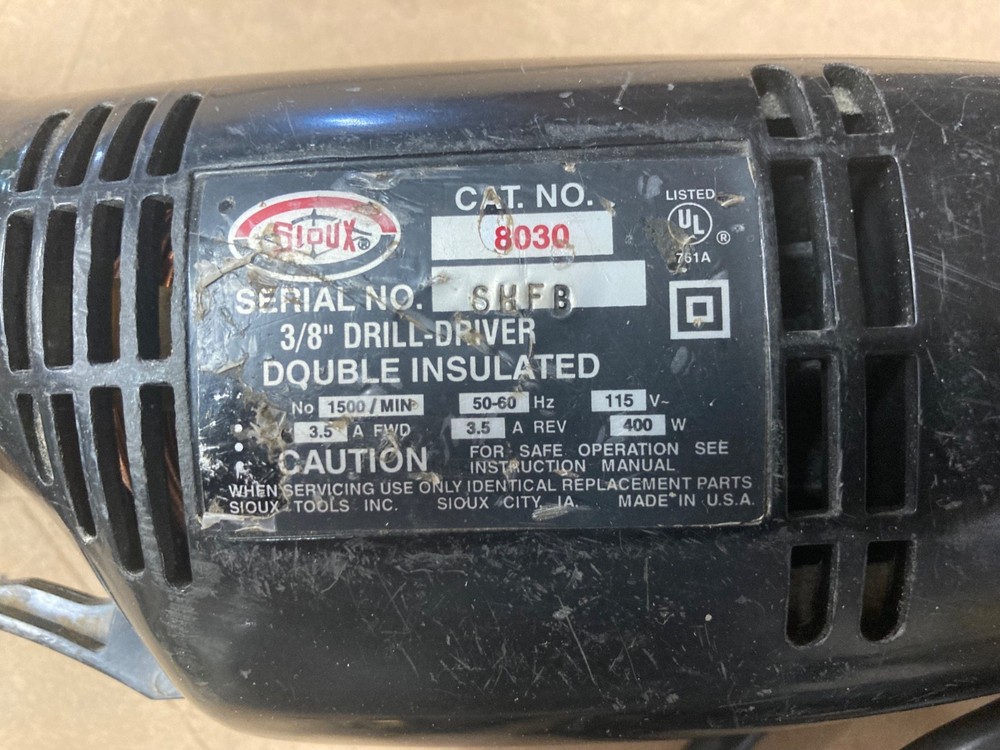 SIOUX®
CAT. NO.
8030
LISTED
UL ®
761A
SERIAL NO. SHFB
3/8" DRILL-DRIVER
DOUBLE INSULATED
No 1500/MIN 50-60 Hz 115 V~
3.5 A FWD 3.5 A REV 400 W
CAUTION FOR SAFE OPERATION SEE
INSTRUCTION MANUAL
WHEN SERVICING USE ONLY IDENTICAL REPLACEMENT PARTS
SIOUX TOOLS INC. SIOUX CITY, IA. MADE IN U.S.A.